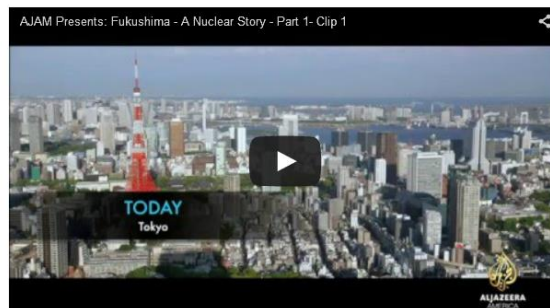 AJAM Presents: Fukushima - A Nuclear Story - Part 1- Clip 1
TODAY
Tokyo
ALJAZEERA
AMERICA